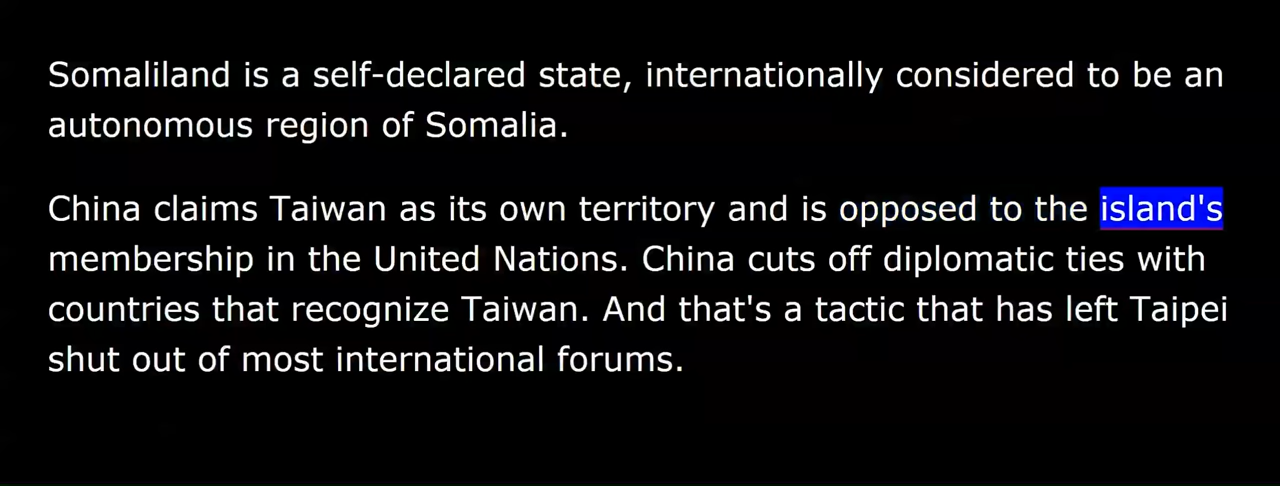 Somaliland is a self-declared state, internationally considered to be an
autonomous region of Somalia.
China claims Taiwan as its own territory and is opposed to the island's
membership in the United Nations. China cuts off diplomatic ties with
countries that recognize Taiwan. And that's a tactic that has left Taipei
shut out of most international forums.